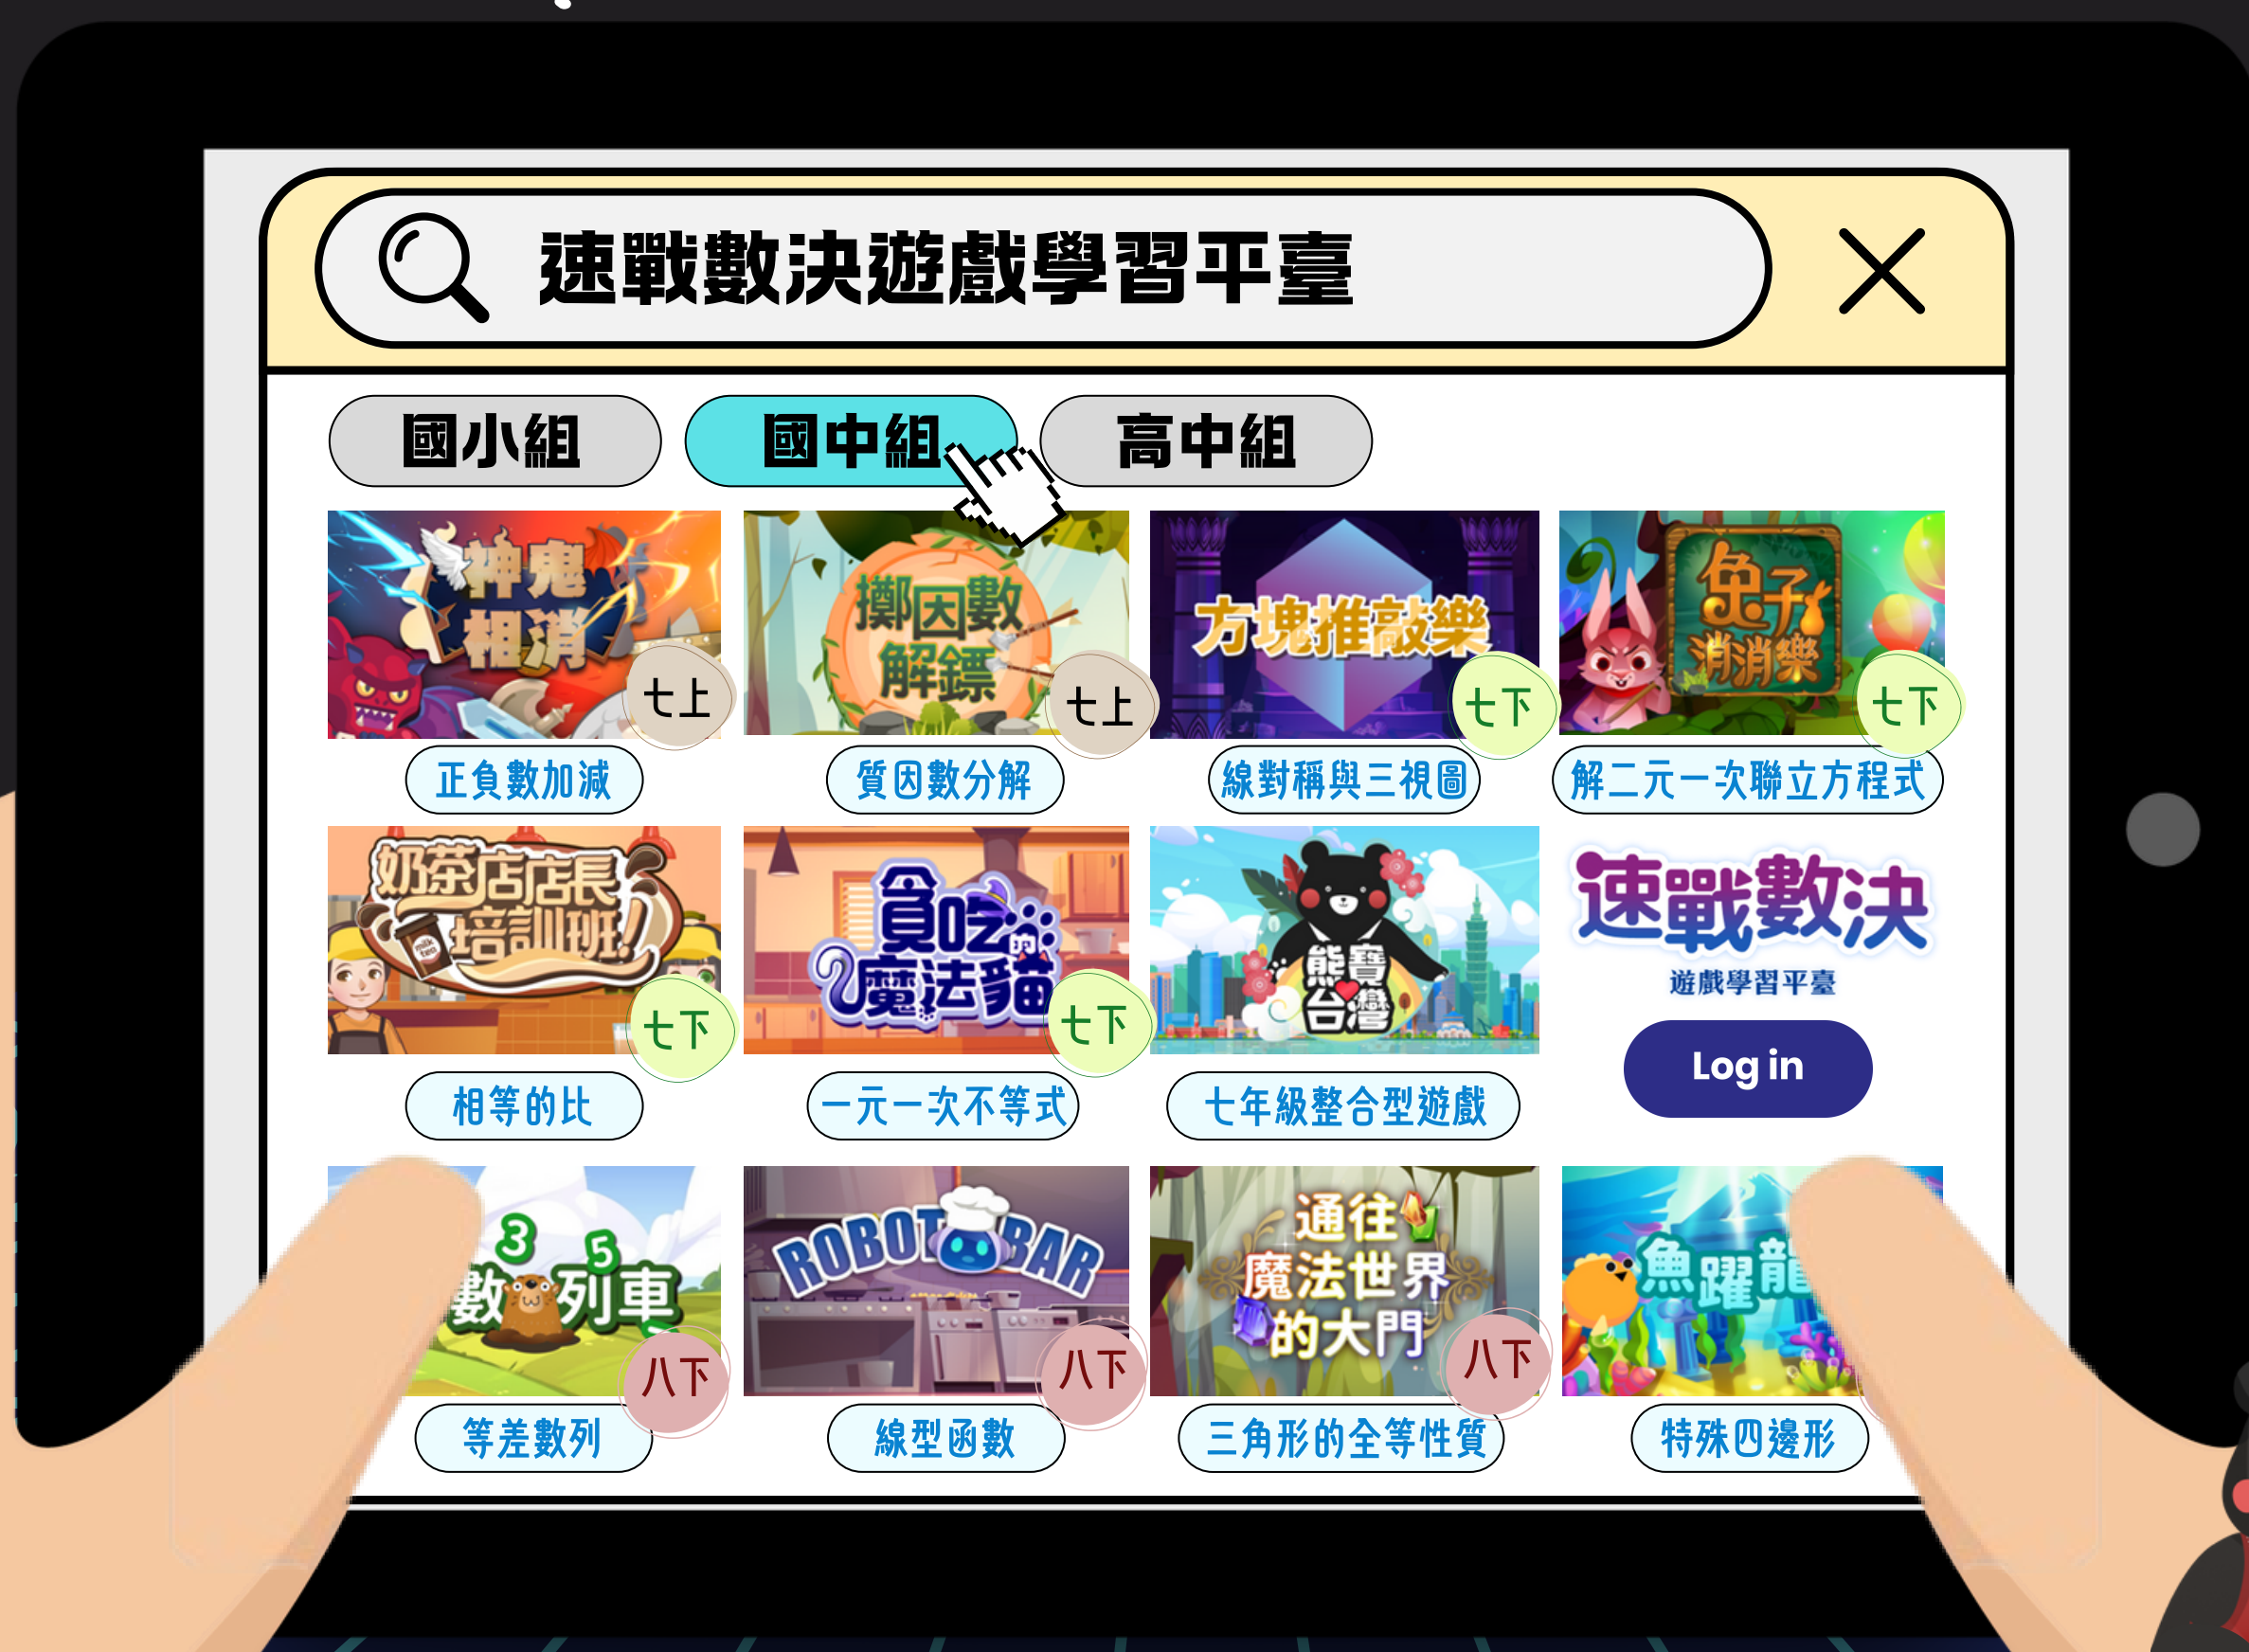 速戰數決遊戲學習平臺
國小組 國中組 高中組
神鬼
相消
七上
正負數加減
擲因數
解鏢
七上
質因數分解
方塊推敲樂
七下
線對稱與三視圖
兔子
消消樂
七下
解二元一次聯立方程式
奶茶店店長
培訓班!
milk
tea
七下
相等的比
貪吃的
魔法貓
七下
一元一次不等式
熊寶
台灣
七年級整合型遊戲
速戰數決
遊戲學習平臺
Log in
3 5
數列車
八下
等差數列
ROBOT BAR
八下
線型函數
通往
魔法世界
的大門
八下
三角形的全等性質
魚躍龍
特殊四邊形